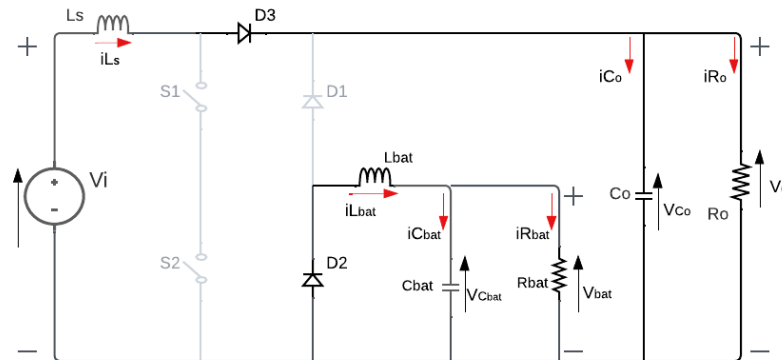 Ls
D3
+
+
iLs
iCo
iRo
S1
D1
Vi
Lbat
iLbat
+
Co
VCo
Ro
iCbat
iRbat
S2
D2
Cbat
VCbat
Rbat
Vbat